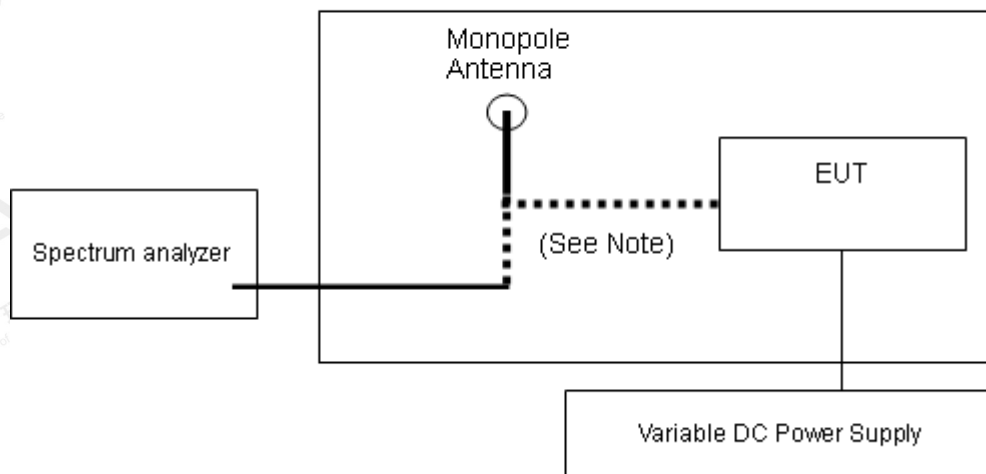 Monopole
Antenna
EUT
Spectrum analyzer
(See Note)
Variable DC Power Supply